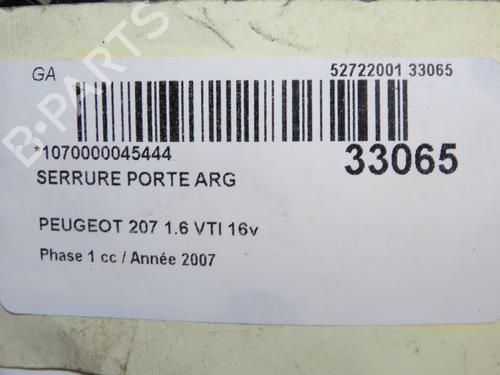 GA
52722001 33065
*1070000045444
33065
SERRURE PORTE ARG
PEUGEOT 207 1.6 VTI 16v
Phase 1 cc / Année 2007
B-PARTS